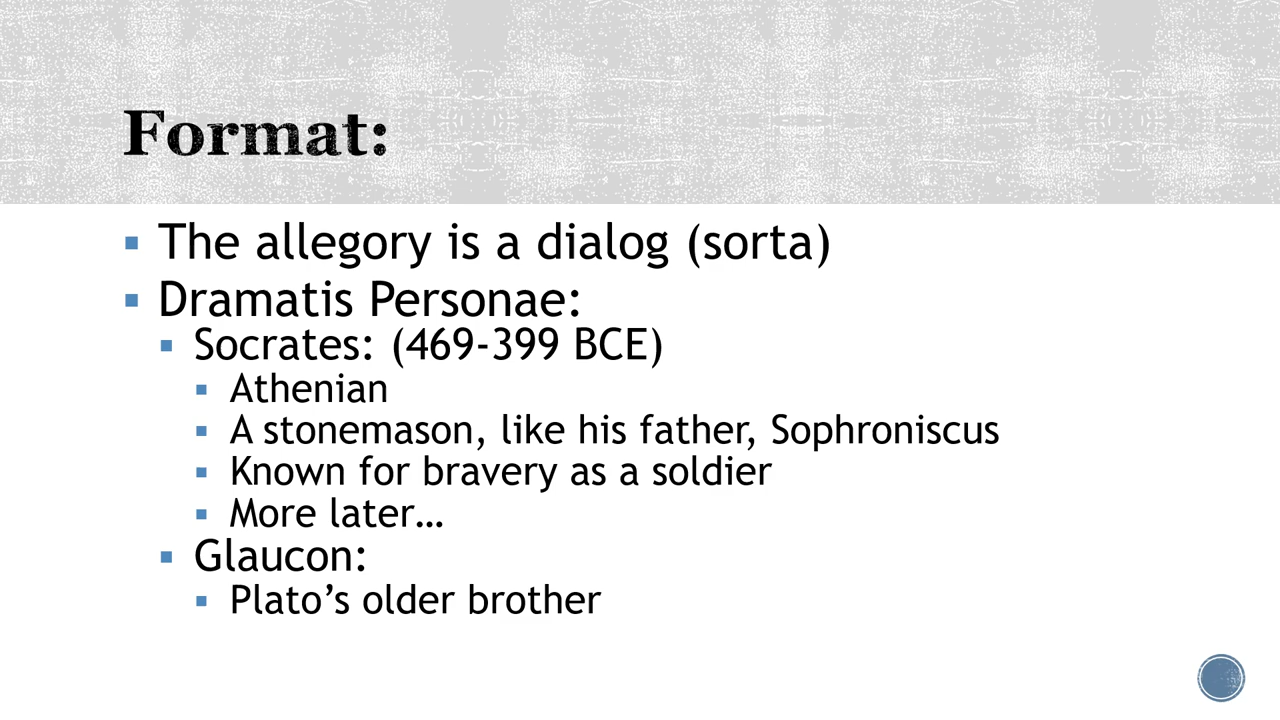 Format:
The allegory is a dialog (sorta)
Dramatis Personae:
Socrates: (469-399 BCE)
Athenian
A stonemason, like his father, Sophroniscus
Known for bravery as a soldier
More later…
Glaucon:
Plato’s older brother